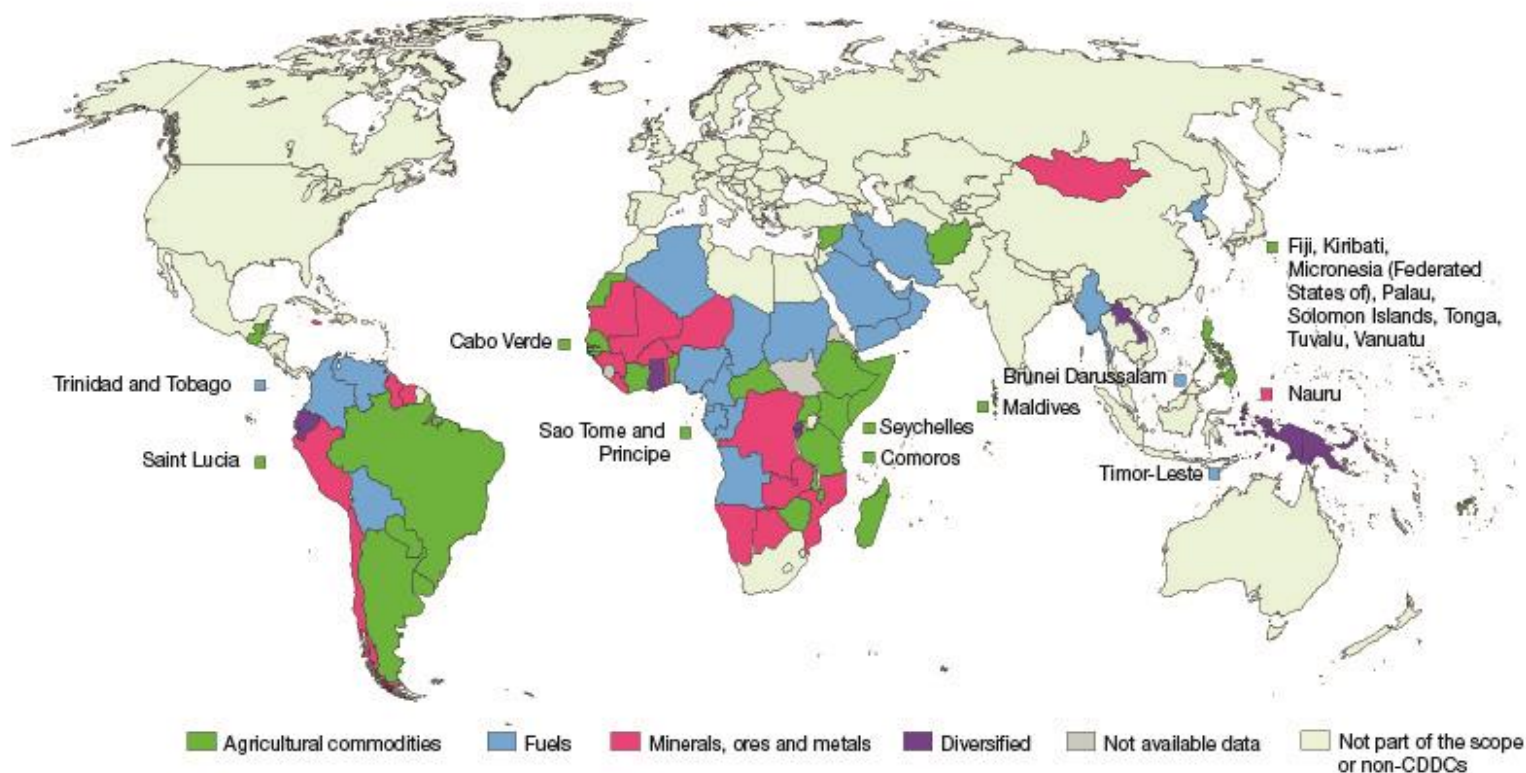 Fiji, Kiribati,
Micronesia (Federated
States of), Palau,
Solomon Islands, Tonga,
Tuvalu, Vanuatu
Cabo Verde
Trinidad and Tobago
Brunei Darussalam
Nauru
Maldives
Sao Tome and
Principe
Seychelles
Saint Lucia
Comoros
Timor-Leste
Agricultural commodities
Fuels
Minerals, ores and metals
Diversified
Not available data
Not part of the scope
or non-CDDCs